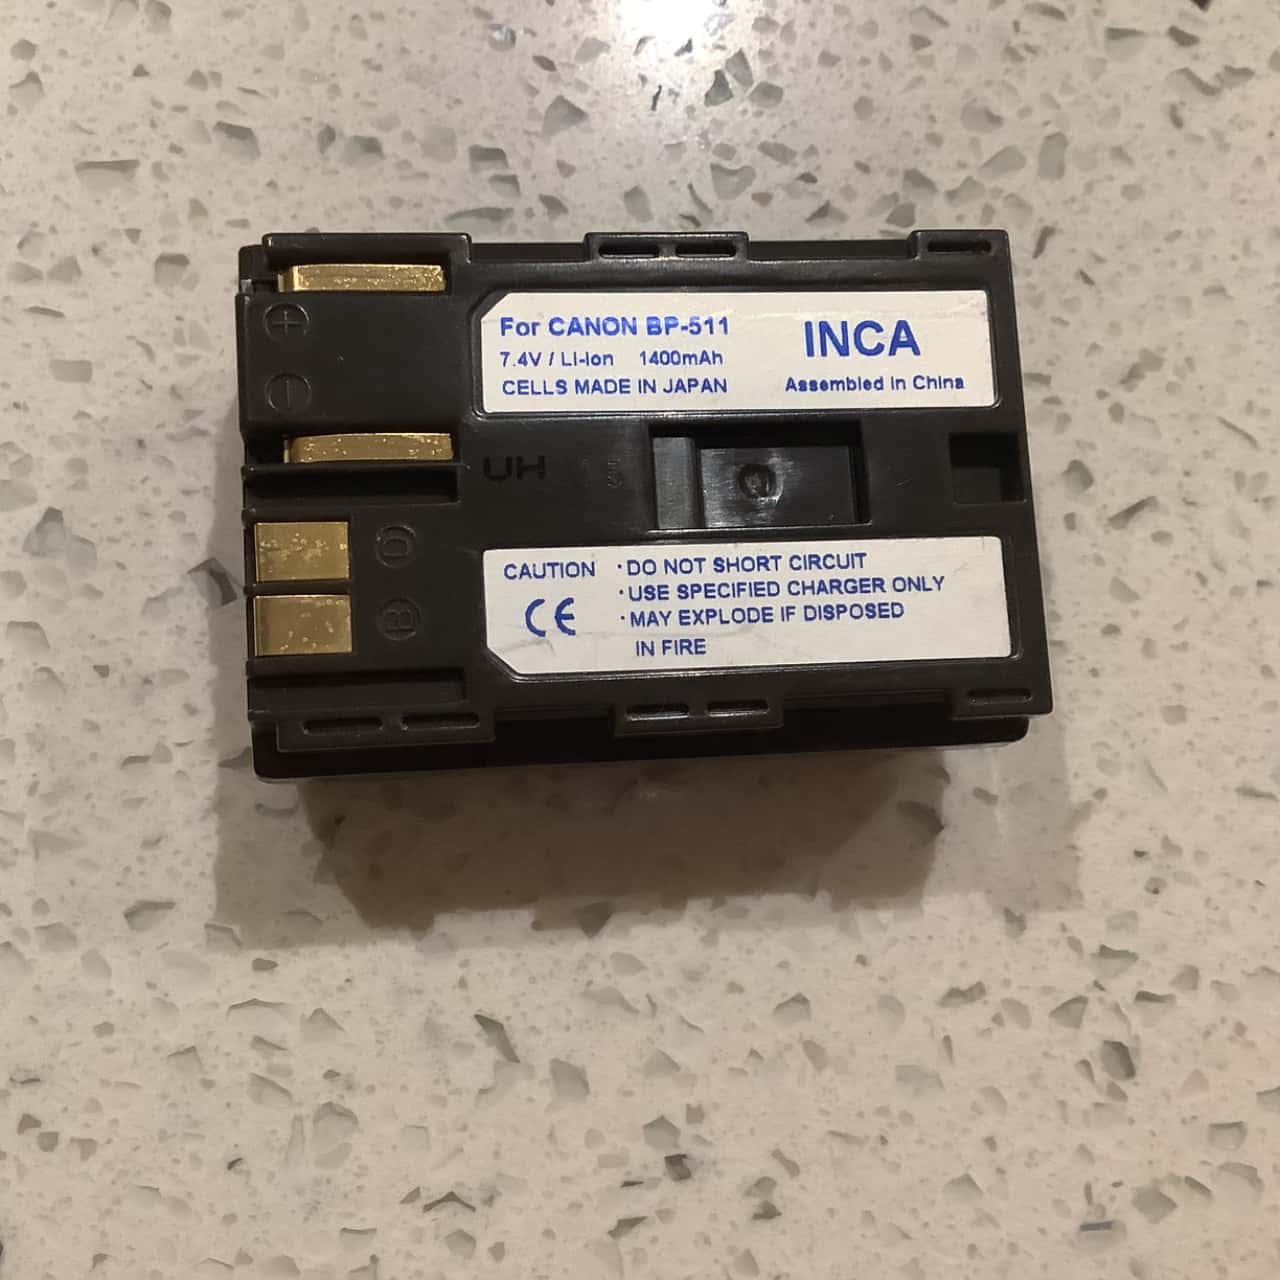 For CANON BP-511
7.4V / Li-Ion 1400mAh
CELLS MADE IN JAPAN
INCA
Assembled in China
+
−
UH
G
D
B
CAUTION
CE
·DO NOT SHORT CIRCUIT
·USE SPECIFIED CHARGER ONLY
·MAY EXPLODE IF DISPOSED
IN FIRE